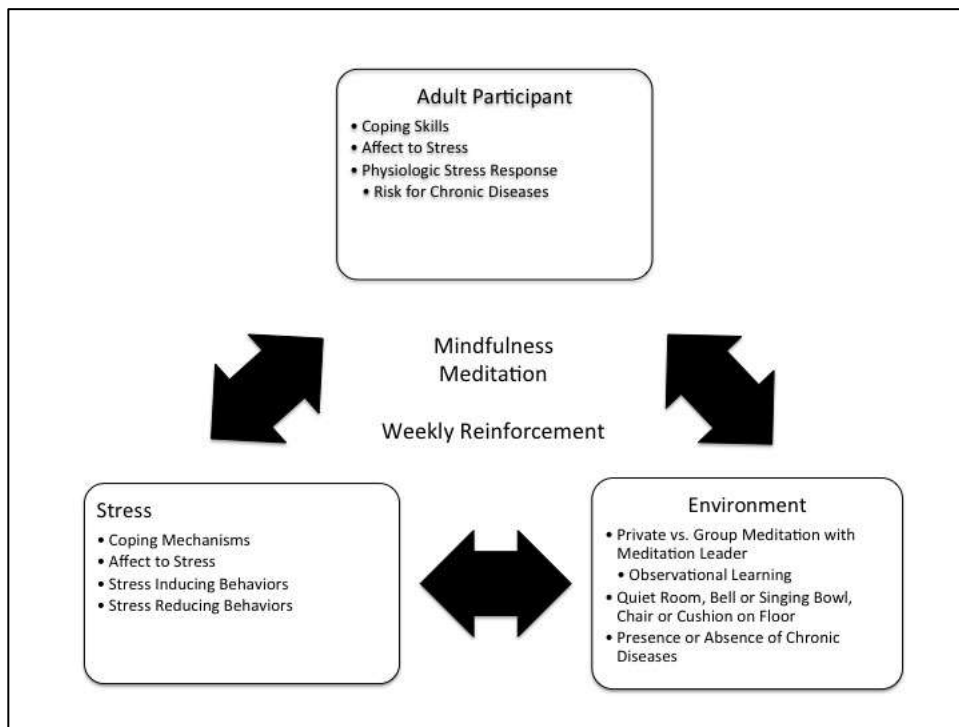 Adult Participant
• Coping Skills
• Affect to Stress
• Physiologic Stress Response
• Risk for Chronic Diseases
Mindfulness
Meditation
Weekly Reinforcement
Stress
• Coping Mechanisms
• Affect to Stress
• Stress Inducing Behaviors
• Stress Reducing Behaviors
Environment
• Private vs. Group Meditation with
Meditation Leader
• Observational Learning
• Quiet Room, Bell or Singing Bowl,
Chair or Cushion on Floor
• Presence or Absence of Chronic
Diseases